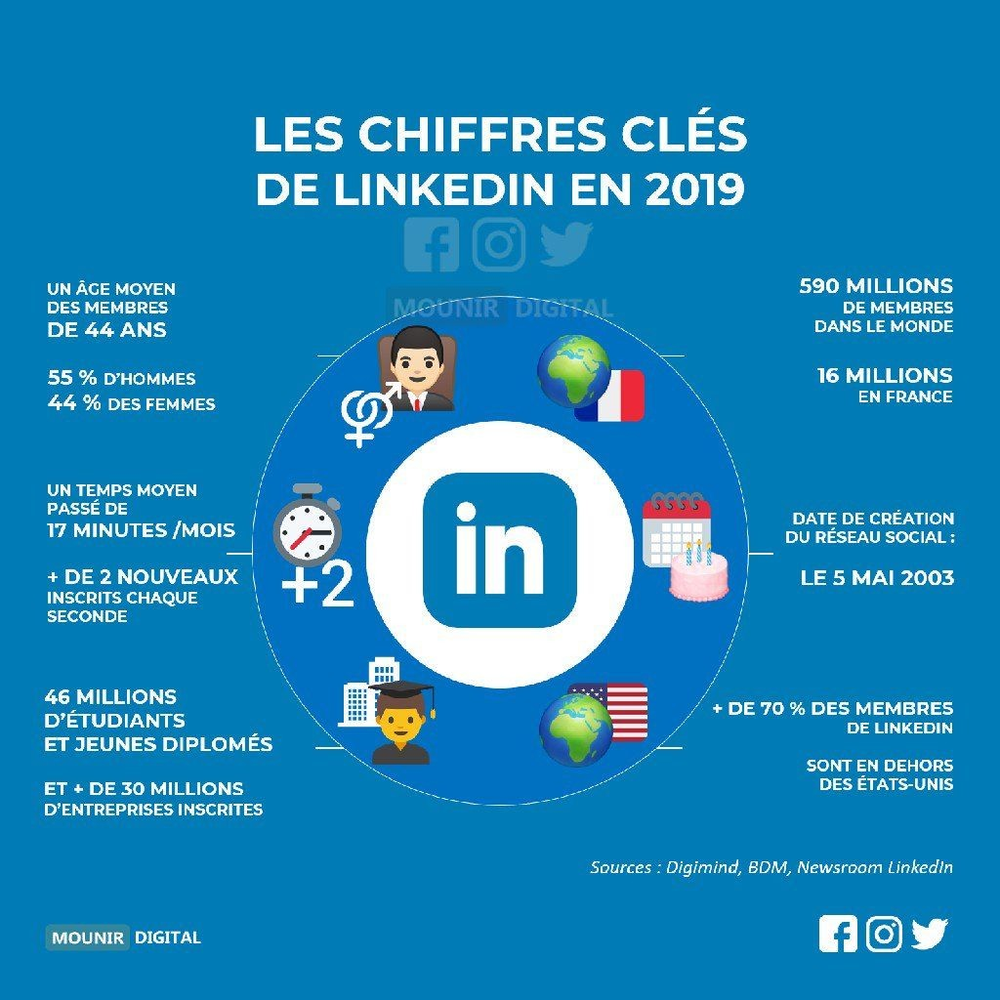 LES CHIFFRES CLÉS
DE LINKEDIN EN 2019
MOUNIR DIGITAL
UN ÂGE MOYEN
DES MEMBRES
DE 44 ANS
55 % D'HOMMES
44 % DES FEMMES
UN TEMPS MOYEN
PASSÉ DE
17 MINUTES /MOIS
+ DE 2 NOUVEAUX
INSCRITS CHAQUE
SECONDE
46 MILLIONS
D'ÉTUDIANTS
ET JEUNES DIPLOMÉS
ET + DE 30 MILLIONS
D'ENTREPRISES INSCRITES
+2
in
590 MILLIONS
DE MEMBRES
DANS LE MONDE
16 MILLIONS
EN FRANCE
DATE DE CRÉATION
DU RÉSEAU SOCIAL :
LE 5 MAI 2003
+ DE 70 % DES MEMBRES
DE LINKEDIN
SONT EN DEHORS
DES ÉTATS-UNIS
Sources : Digimind, BDM, Newsroom LinkedIn
MOUNIR DIGITAL